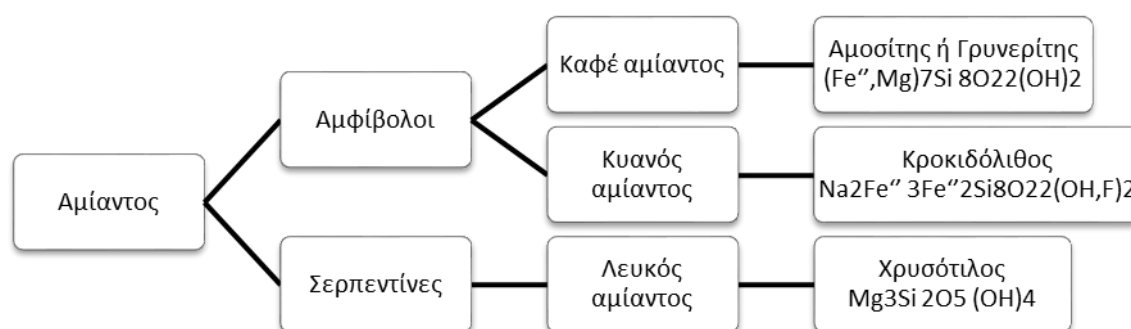 Αμίαντος
Αμφίβολοι
Καφέ αμίαντος
Αμοσίτης ή Γρυνερίτης
(Fe″,Mg)7Si 8O22(OH)2
Κυανός
αμίαντος
Κροκιδόλιθος
Na2Fe″ 3Fe″2Si8O22(OH,F)2
Σερπεντίνες
Λευκός
αμίαντος
Χρυσότιλος
Mg3Si 2O5 (OH)4